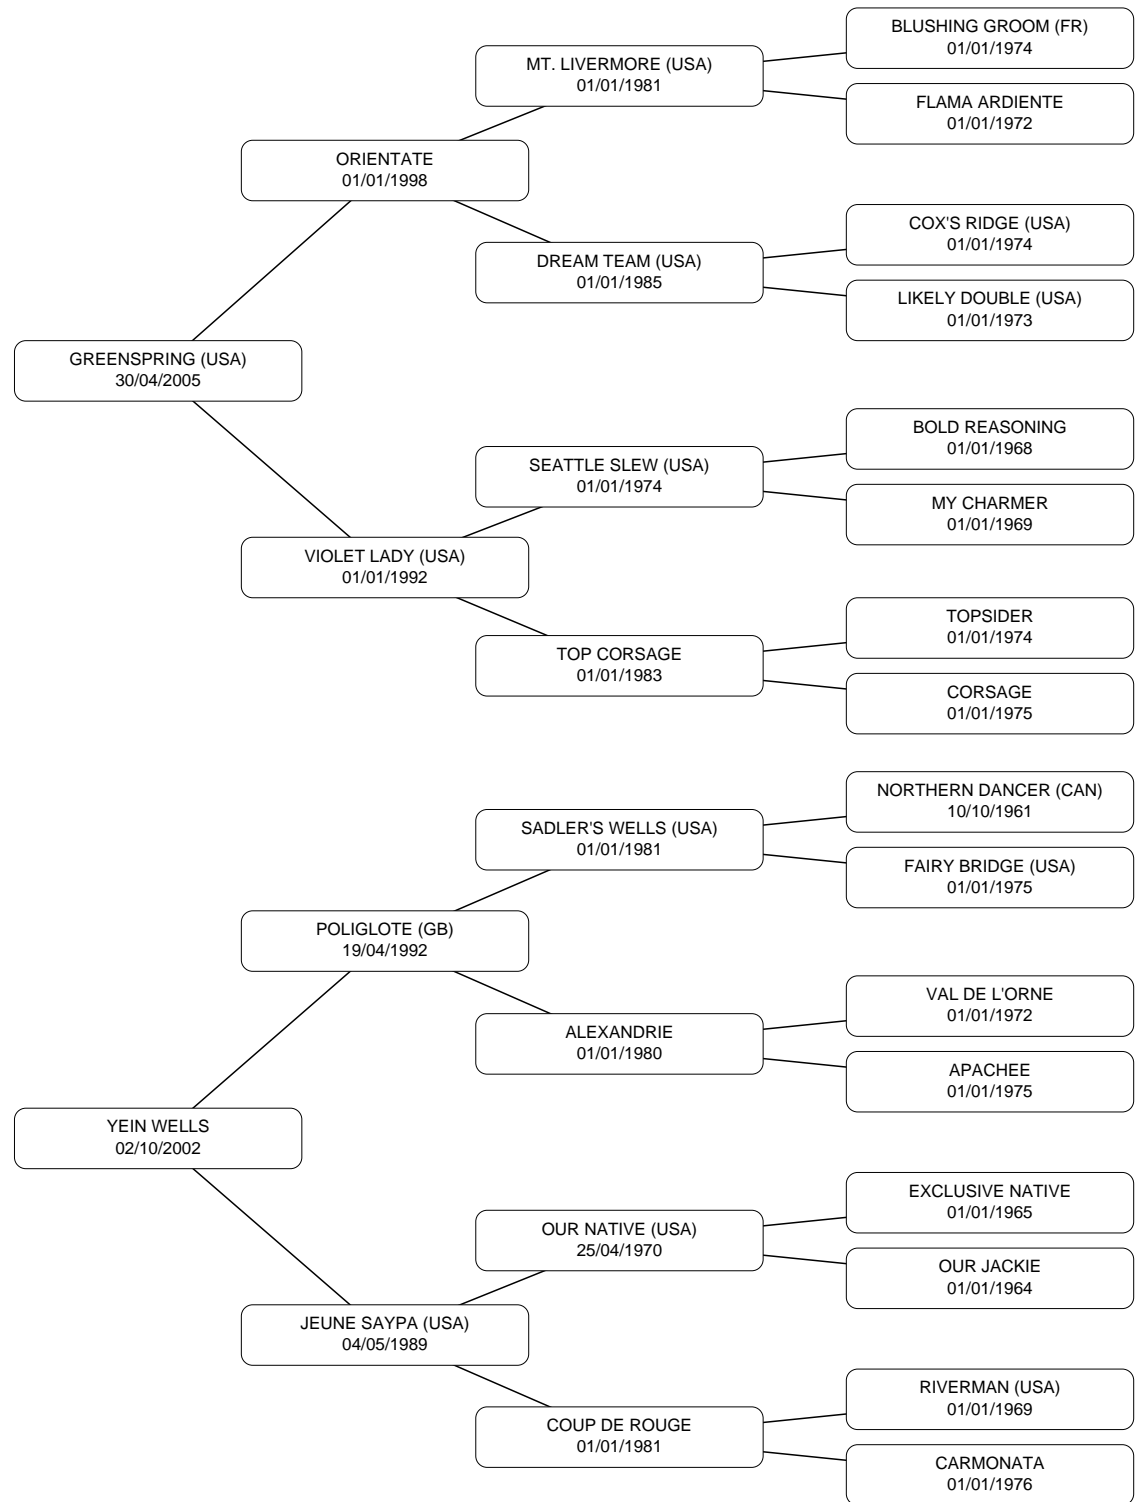 BLUSHING GROOM (FR)
01/01/1974
MT. LIVERMORE (USA)
01/01/1981
FLAMA ARDIENTE
01/01/1972
ORIENTATE
01/01/1998
COX'S RIDGE (USA)
01/01/1974
DREAM TEAM (USA)
01/01/1985
LIKELY DOUBLE (USA)
01/01/1973
GREENSPRING (USA)
30/04/2005
BOLD REASONING
01/01/1968
SEATTLE SLEW (USA)
01/01/1974
MY CHARMER
01/01/1969
VIOLET LADY (USA)
01/01/1992
TOPSIDER
01/01/1974
TOP CORSAGE
01/01/1983
CORSAGE
01/01/1975
NORTHERN DANCER (CAN)
10/10/1961
SADLER'S WELLS (USA)
01/01/1981
FAIRY BRIDGE (USA)
01/01/1975
POLIGLOTE (GB)
19/04/1992
VAL DE L'ORNE
01/01/1972
ALEXANDRIE
01/01/1980
APACHEE
01/01/1975
YEIN WELLS
02/10/2002
EXCLUSIVE NATIVE
01/01/1965
OUR NATIVE (USA)
25/04/1970
OUR JACKIE
01/01/1964
JEUNE SAYPA (USA)
04/05/1989
RIVERMAN (USA)
01/01/1969
COUP DE ROUGE
01/01/1981
CARMONATA
01/01/1976